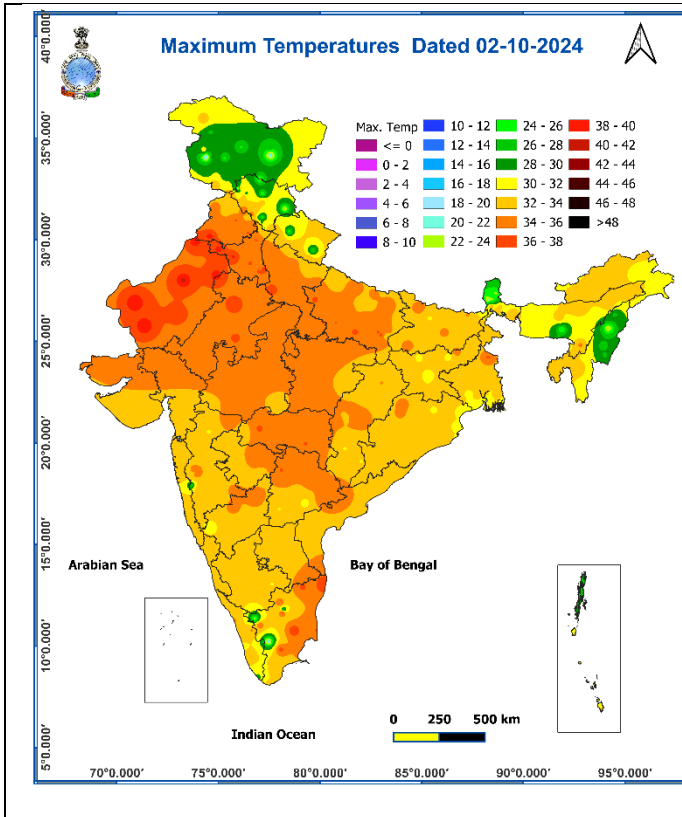 Maximum Temperatures Dated 02-10-2024
Max. Temp
<= 0
0 - 2
2 - 4
4 - 6
6 - 8
8 - 10
10 - 12
12 - 14
14 - 16
16 - 18
18 - 20
20 - 22
22 - 24
24 - 26
26 - 28
28 - 30
30 - 32
32 - 34
34 - 36
36 - 38
38 - 40
40 - 42
42 - 44
44 - 46
46 - 48
>48
40°0.000'
35°0.000'
30°0.000'
25°0.000'
20°0.000'
15°0.000'
10°0.000'
5°0.000'
Arabian Sea
Bay of Bengal
Indian Ocean
0 250 500 km
70°0.000' 75°0.000' 80°0.000' 85°0.000' 90°0.000' 95°0.000'